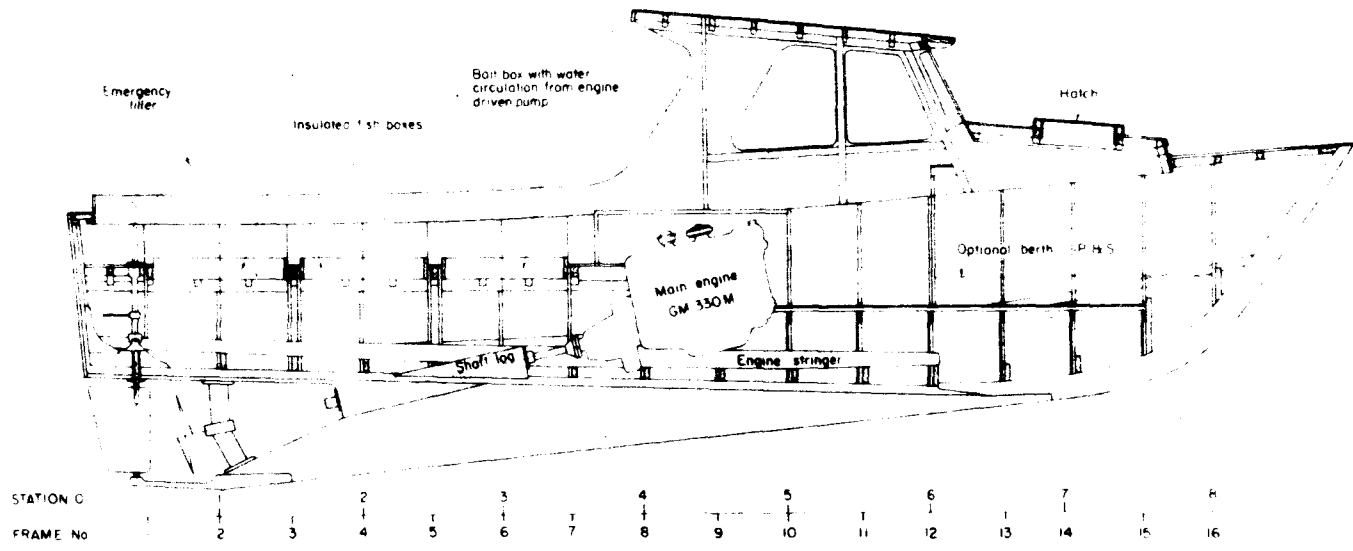 Emergency
tiller
Insulated fish boxes
Bait box with water
circulation from engine
driven pump
Hatch
Optional berth P & S
Main engine
GM 330M
Shaft log
Engine stringer
STATION 0 2 3 4 5 6 7 8
FRAME No 2 3 4 5 6 7 8 9 10 11 12 13 14 15 16